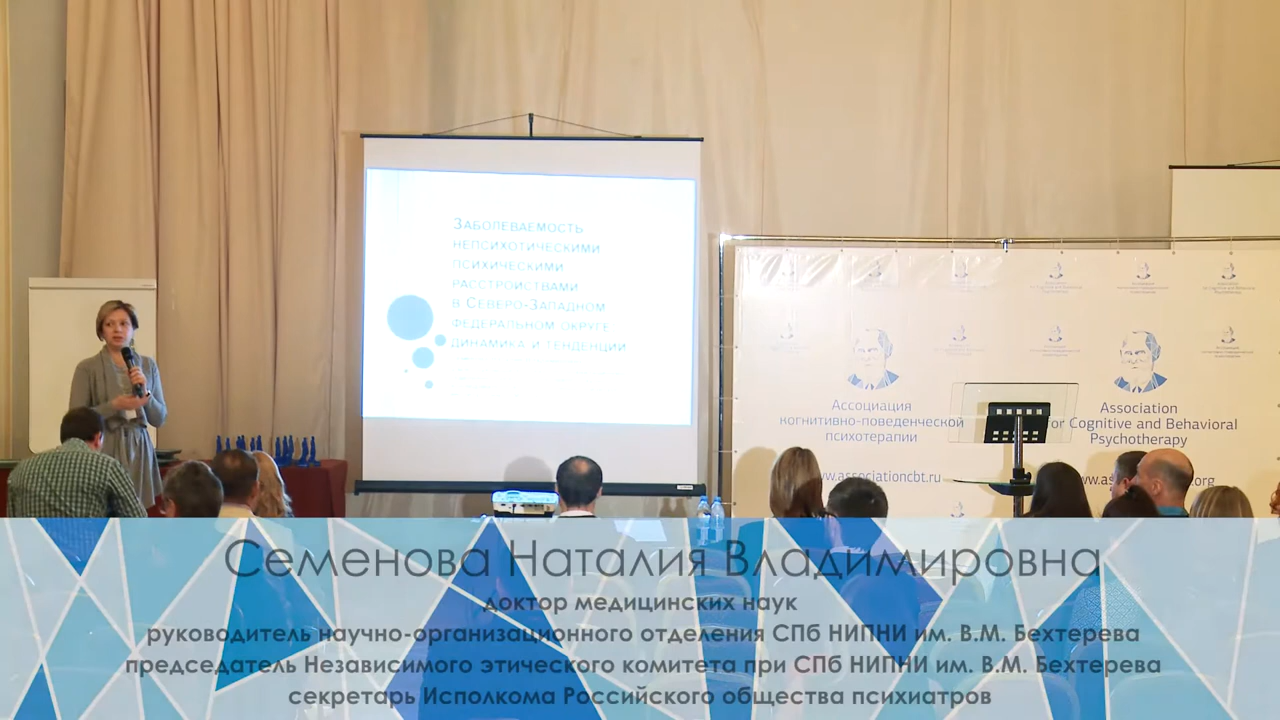 Заболеваемость
непсихотическими
психическими
расстройствами
в Северо-Западном
федеральном округе
динамика и тенденции
Ассоциация
когнитивно-поведенческой
психотерапии
www.associationcbt.ru
Association
for Cognitive and Behavioral
Psychotherapy
Семенова Наталия Владимировна
доктор медицинских наук
руководитель научно-организационного отделения СПб НИПНИ им. В.М. Бехтерева
председатель Независимого этического комитета при СПб НИПНИ им. В.М. Бехтерева
секретарь Исполкома Российского общества психиатров